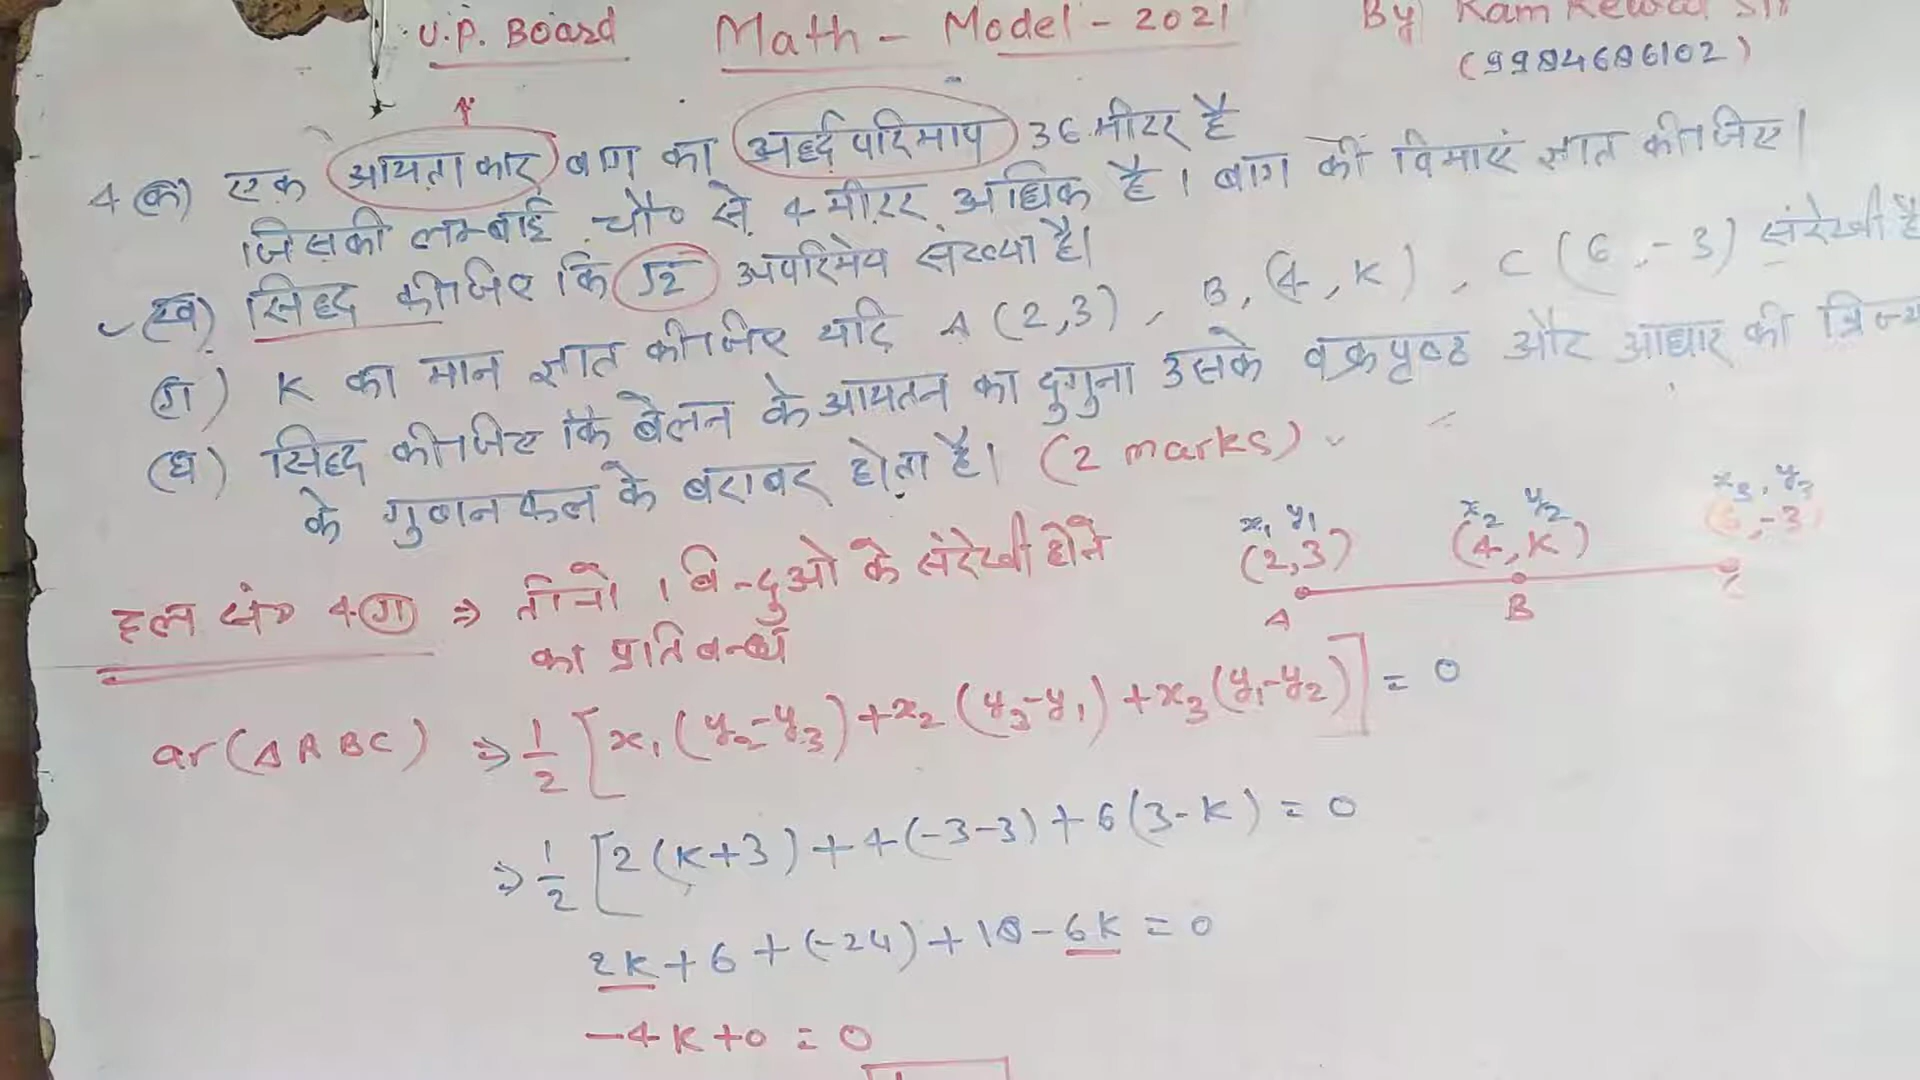 U.P. Board Math - Model - 2021 By Ram Kewal Sir
(9984686102)
4 (क) एक आयताकार बाग का अर्द्धपरिमाप 36 मीटर है
जिसकी लम्बाई चौ० से 4 मीटर अधिक है। बाग की विमाएं ज्ञात कीजिए।
(ख) सिद्ध कीजिए कि √2 अपरिमेय संख्या है।
(ग) K का मान ज्ञात कीजिए यदि A (2,3), B, (4, K), C (6, -3) संरेखी है
(घ) सिद्ध कीजिए कि बेलन के आयतन का दुगुना उसके वक्रपृष्ठ और आधार की त्रिज्या
के गुणनफल के बराबर होता है। (2 marks)
हल सं० 4 (ग) ⇒ तीनो बिन्दुओ के संरेखी होने
का प्रतिबन्ध
x₁ y₁ x₂ y₂ x₃, y₃
(2,3) (4, K) (6,-3)
A B C
ar(ΔABC) ⇒ 1/2 [x₁(y₂-y₃)+x₂(y₃-y₁)+x₃(y₁-y₂)] = 0
⇒ 1/2 [2(K+3)+4(-3-3)+6(3-K) = 0
2K+6+(-24)+18-6K = 0
-4K+0 = 0